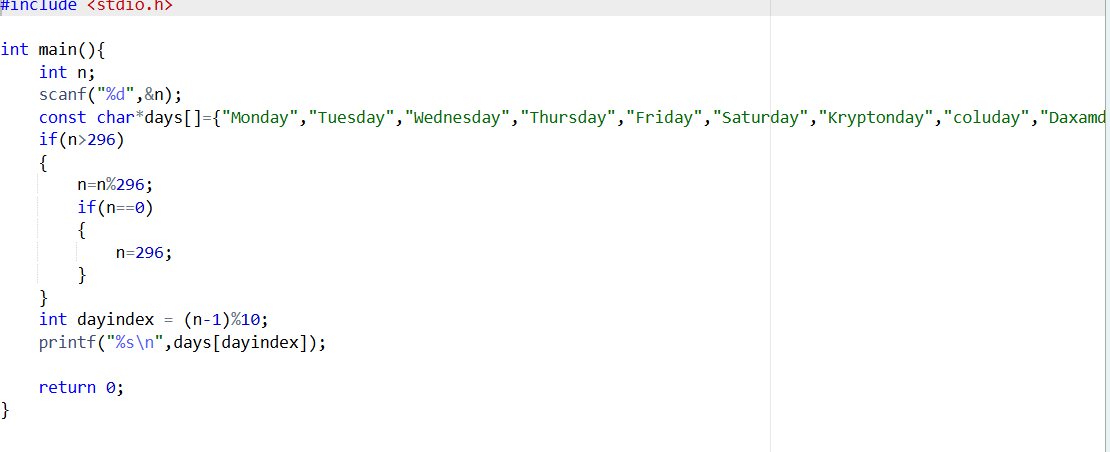 #include <stdio.h>
int main(){
    int n;
    scanf("%d",&n);
    const char*days[]={"Monday","Tuesday","Wednesday","Thursday","Friday","Saturday","Kryptonday","coluday","Daxamd
    if(n>296)
    {
        n=n%296;
        if(n==0)
        {
            n=296;
        }
    }
    int dayindex = (n-1)%10;
    printf("%s\n",days[dayindex]);
    return 0;
}